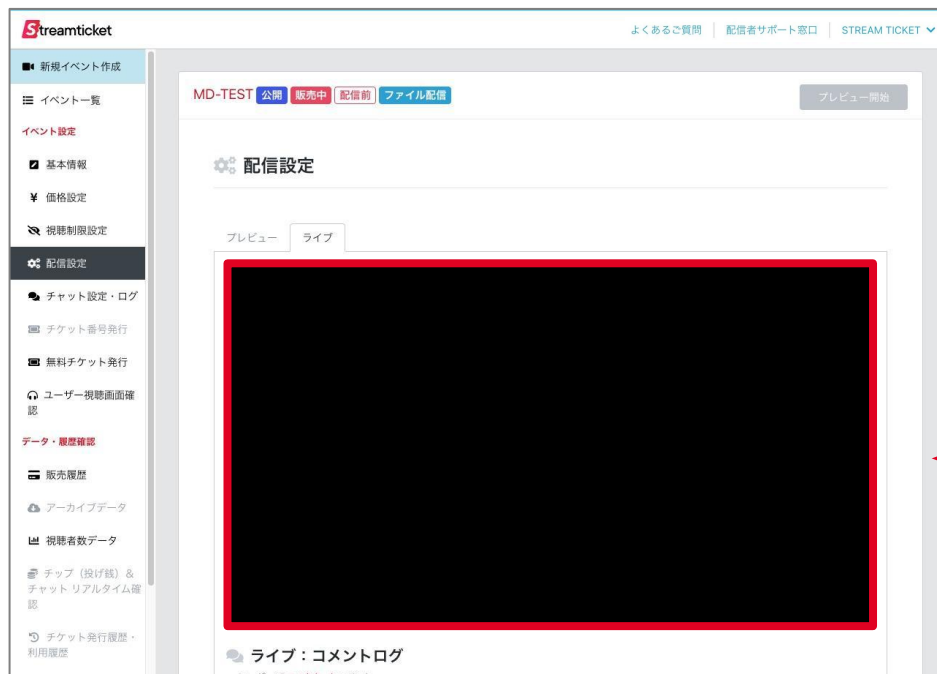 Streamticket
よくあるご質問
配信者サポート窓口
STREAM TICKET
新規イベント作成
イベント一覧
イベント設定
基本情報
¥ 価格設定
視聴制限設定
配信設定
チャット設定・ログ
チケット番号発行
無料チケット発行
ユーザー視聴画面確
認
データ・履歴確認
販売履歴
アーカイブデータ
視聴者数データ
チップ（投げ銭）&
チャット リアルタイム確
認
チケット発行履歴・
利用履歴
MD-TEST 公開 販売中 配信前 ファイル配信
プレビュー開始
配信設定
プレビュー ライブ
ライブ：コメントログ